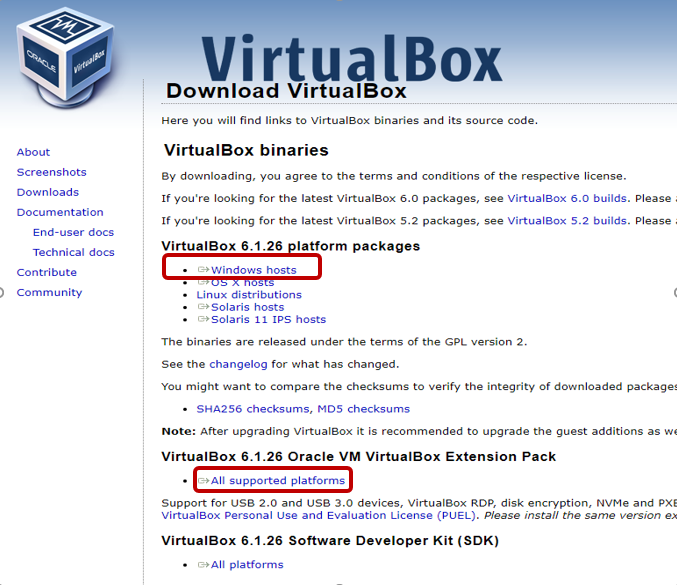 VM
ORACLE
VirtualBox
VirtualBox
Download VirtualBox
Here you will find links to VirtualBox binaries and its source code.
VirtualBox binaries
By downloading, you agree to the terms and conditions of the respective license.
If you're looking for the latest VirtualBox 6.0 packages, see VirtualBox 6.0 builds. Please
If you're looking for the latest VirtualBox 5.2 packages, see VirtualBox 5.2 builds. Please
VirtualBox 6.1.26 platform packages
Windows hosts
OS X hosts
Linux distributions
Solaris hosts
Solaris 11 IPS hosts
The binaries are released under the terms of the GPL version 2.
See the changelog for what has changed.
You might want to compare the checksums to verify the integrity of downloaded packages
SHA256 checksums, MD5 checksums
Note: After upgrading VirtualBox it is recommended to upgrade the guest additions as we
VirtualBox 6.1.26 Oracle VM VirtualBox Extension Pack
All supported platforms
Support for USB 2.0 and USB 3.0 devices, VirtualBox RDP, disk encryption, NVMe and PXE
VirtualBox Personal Use and Evaluation License (PUEL). Please install the same version ex
VirtualBox 6.1.26 Software Developer Kit (SDK)
All platforms
About
Screenshots
Downloads
Documentation
End-user docs
Technical docs
Contribute
Community